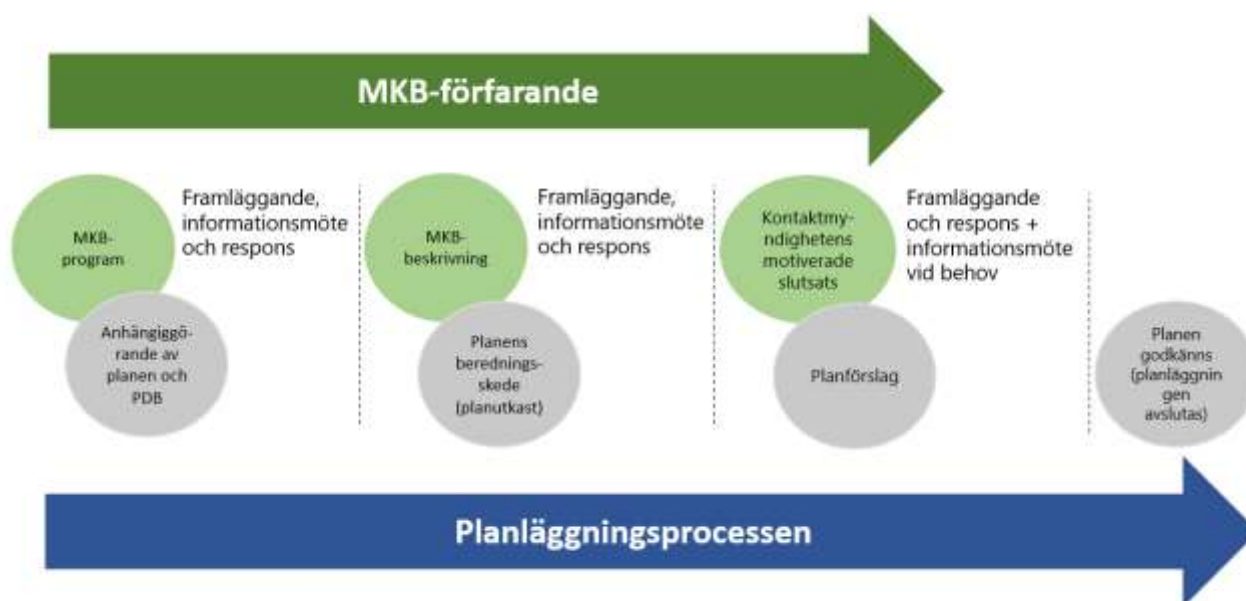 MKB-förfarande
MKB-
program
Framläggande,
informationsmöte
och respons
MKB-
beskrivning
Framläggande,
informationsmöte
och respons
Kontaktmy-
ndighetens
motiverade
slutsats
Framläggande
och respons +
informationsmöte
vid behov
Anhängiggö-
rande av
planen och
PDB
Planens
berednings-
skede
(planutkast)
Planförslag
Planen
godkänns
(planläggnin
gen
avslutas)
Planläggningsprocessen